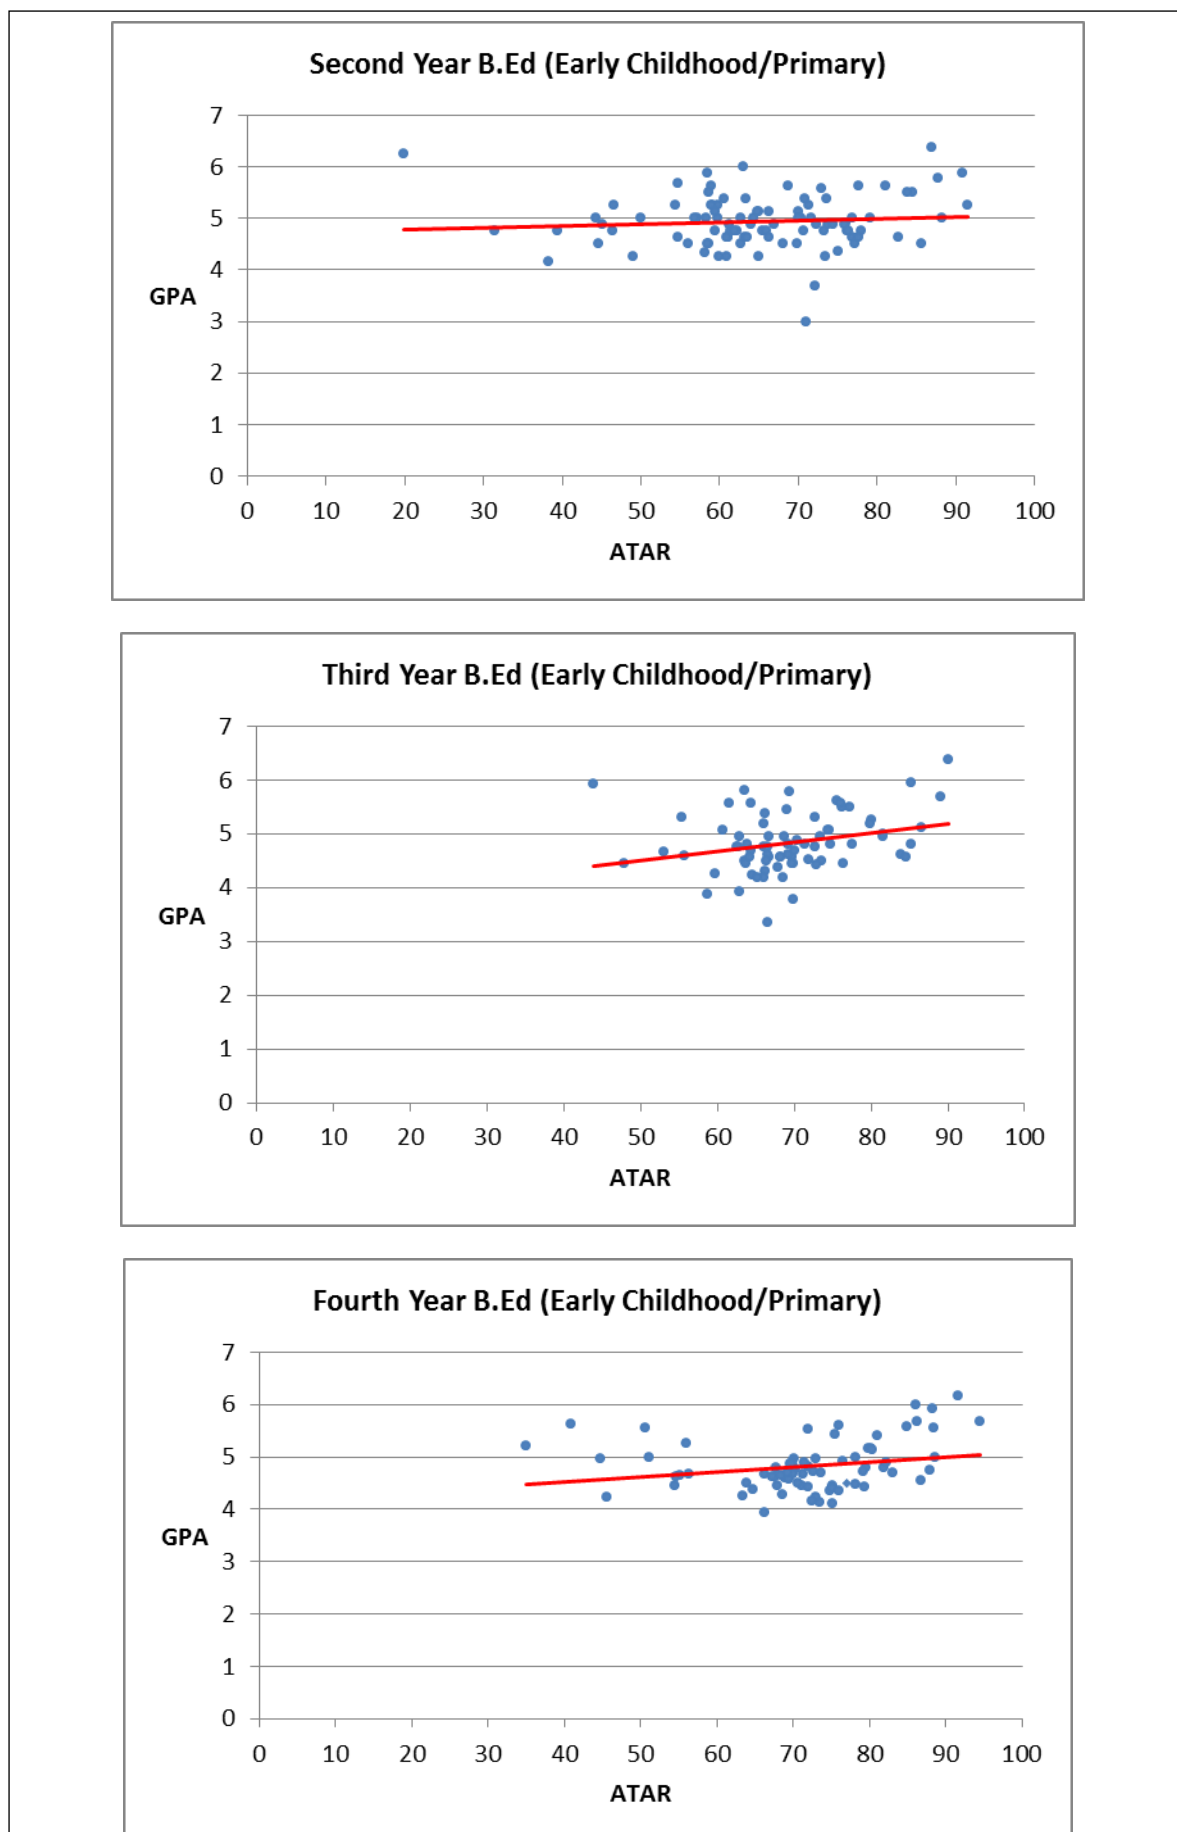 Second Year B.Ed (Early Childhood/Primary)
7
6
5
4
GPA
3
2
1
0
0 10 20 30 40 50 60 70 80 90 100
ATAR
Third Year B.Ed (Early Childhood/Primary)
7
6
5
4
GPA
3
2
1
0
0 10 20 30 40 50 60 70 80 90 100
ATAR
Fourth Year B.Ed (Early Childhood/Primary)
7
6
5
4
GPA
3
2
1
0
0 10 20 30 40 50 60 70 80 90 100
ATAR